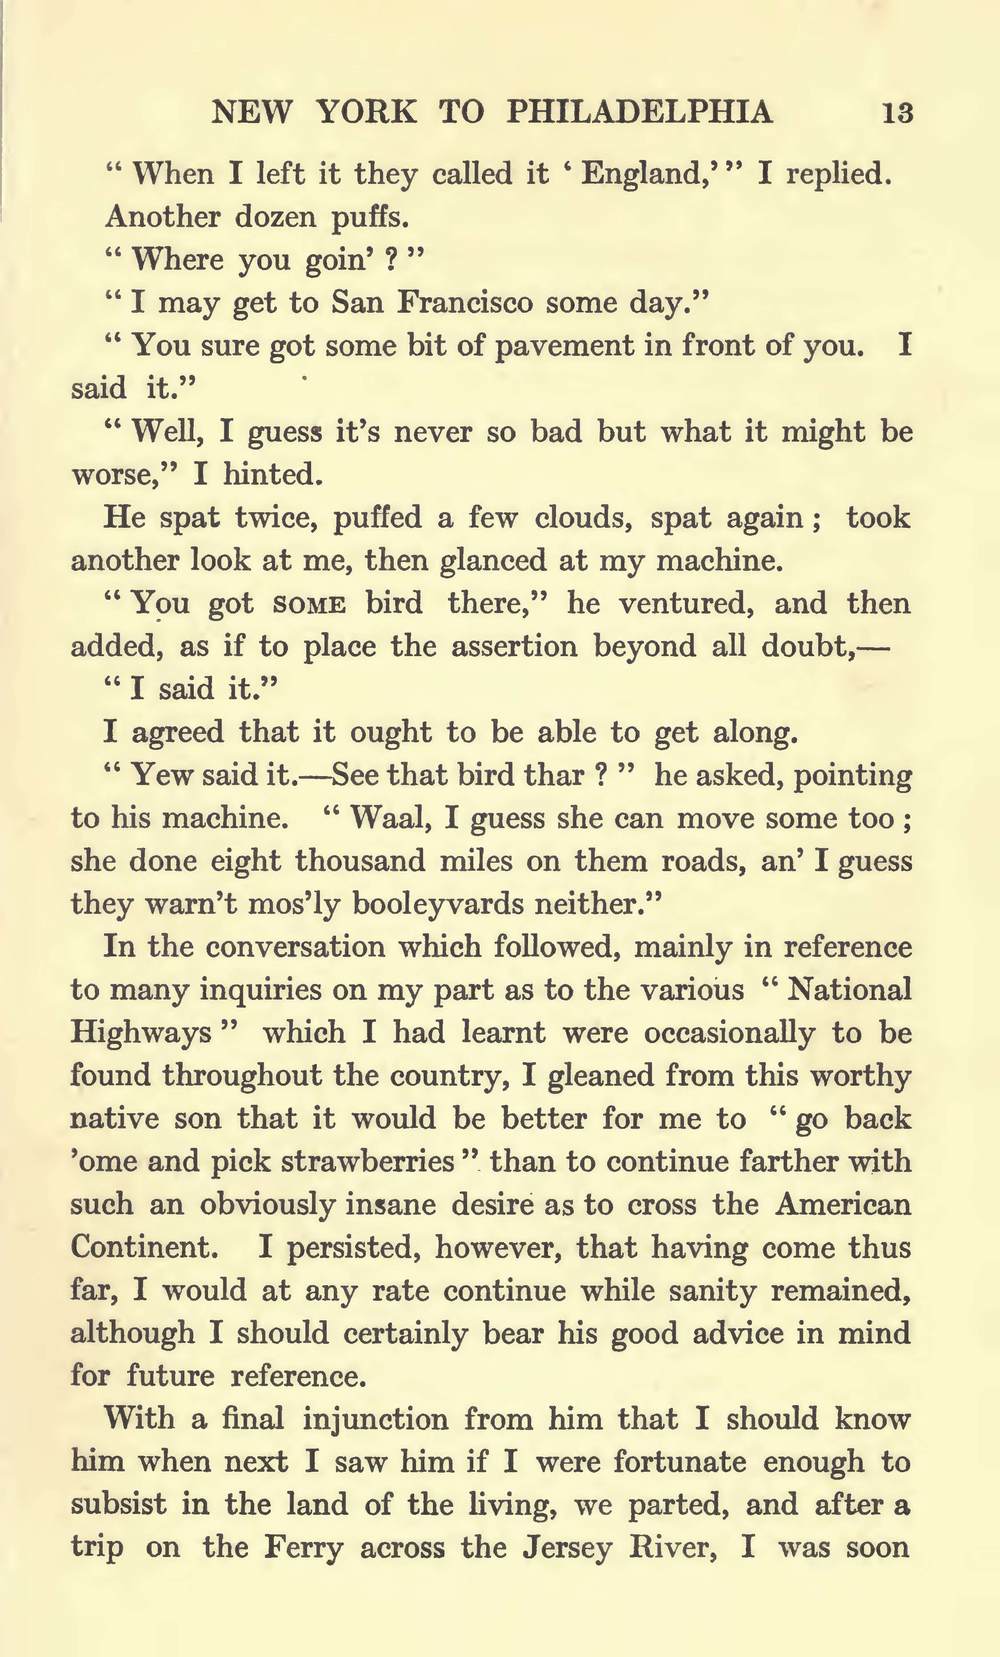 NEW YORK TO PHILADELPHIA 13
“ When I left it they called it ‘ England,’ ” I replied.
Another dozen puffs.
“ Where you goin’ ? ”
“ I may get to San Francisco some day.”
“ You sure got some bit of pavement in front of you. I
said it.”
“ Well, I guess it’s never so bad but what it might be
worse,” I hinted.
He spat twice, puffed a few clouds, spat again ; took
another look at me, then glanced at my machine.
“ You got SOME bird there,” he ventured, and then
added, as if to place the assertion beyond all doubt,—
“ I said it.”
I agreed that it ought to be able to get along.
“ Yew said it.—See that bird thar ? ” he asked, pointing
to his machine. “ Waal, I guess she can move some too ;
she done eight thousand miles on them roads, an’ I guess
they warn’t mos’ly booleyvards neither.”
In the conversation which followed, mainly in reference
to many inquiries on my part as to the various “ National
Highways ” which I had learnt were occasionally to be
found throughout the country, I gleaned from this worthy
native son that it would be better for me to “ go back
’ome and pick strawberries ” than to continue farther with
such an obviously insane desire as to cross the American
Continent. I persisted, however, that having come thus
far, I would at any rate continue while sanity remained,
although I should certainly bear his good advice in mind
for future reference.
With a final injunction from him that I should know
him when next I saw him if I were fortunate enough to
subsist in the land of the living, we parted, and after a
trip on the Ferry across the Jersey River, I was soon